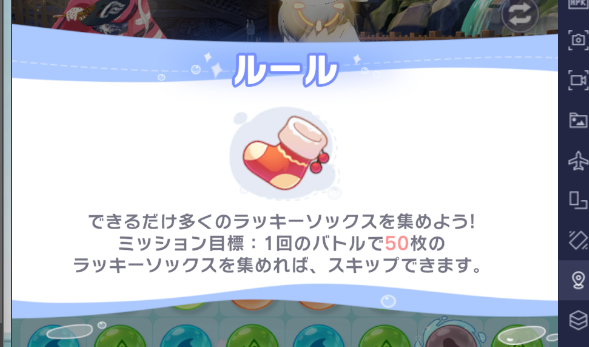 ルール
できるだけ多くのラッキーソックスを集めよう!
ミッション目標：1回のバトルで50枚の
ラッキーソックスを集めれば、スキップできます。